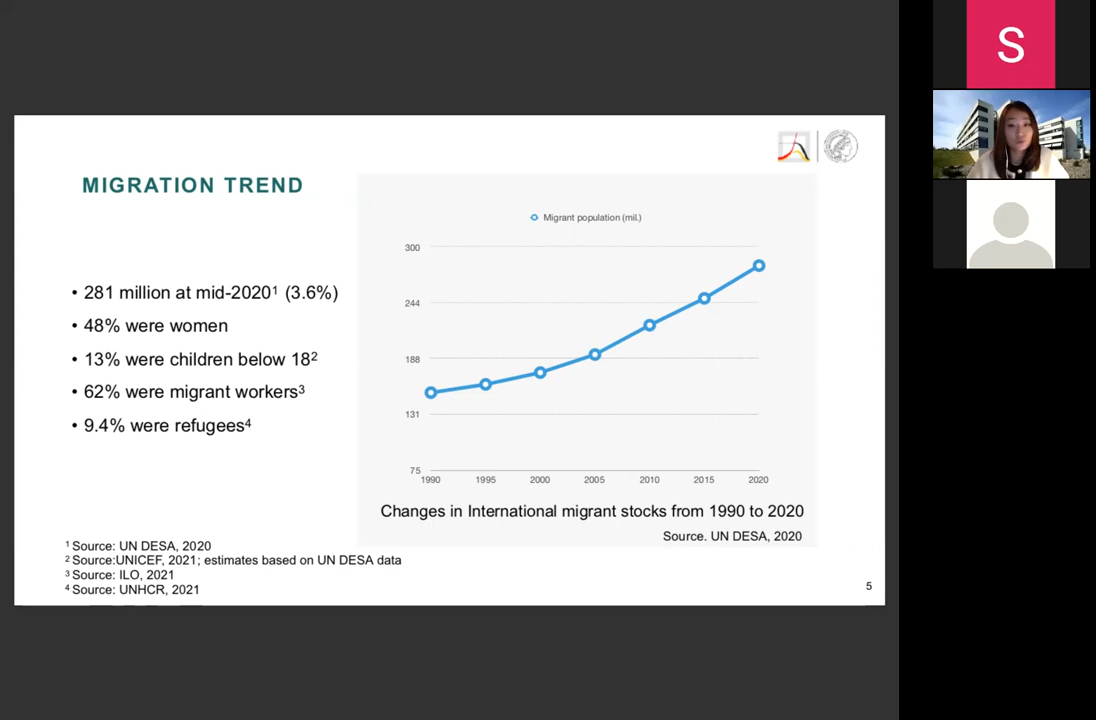 S
MIGRATION TREND
• 281 million at mid-2020¹ (3.6%)
• 48% were women
• 13% were children below 18²
• 62% were migrant workers³
• 9.4% were refugees⁴
Migrant population (mil.)
300
244
188
131
75
1990 1995 2000 2005 2010 2015 2020
Changes in International migrant stocks from 1990 to 2020
Source. UN DESA, 2020
¹ Source: UN DESA, 2020
² Source:UNICEF, 2021; estimates based on UN DESA data
³ Source: ILO, 2021
⁴ Source: UNHCR, 2021
5